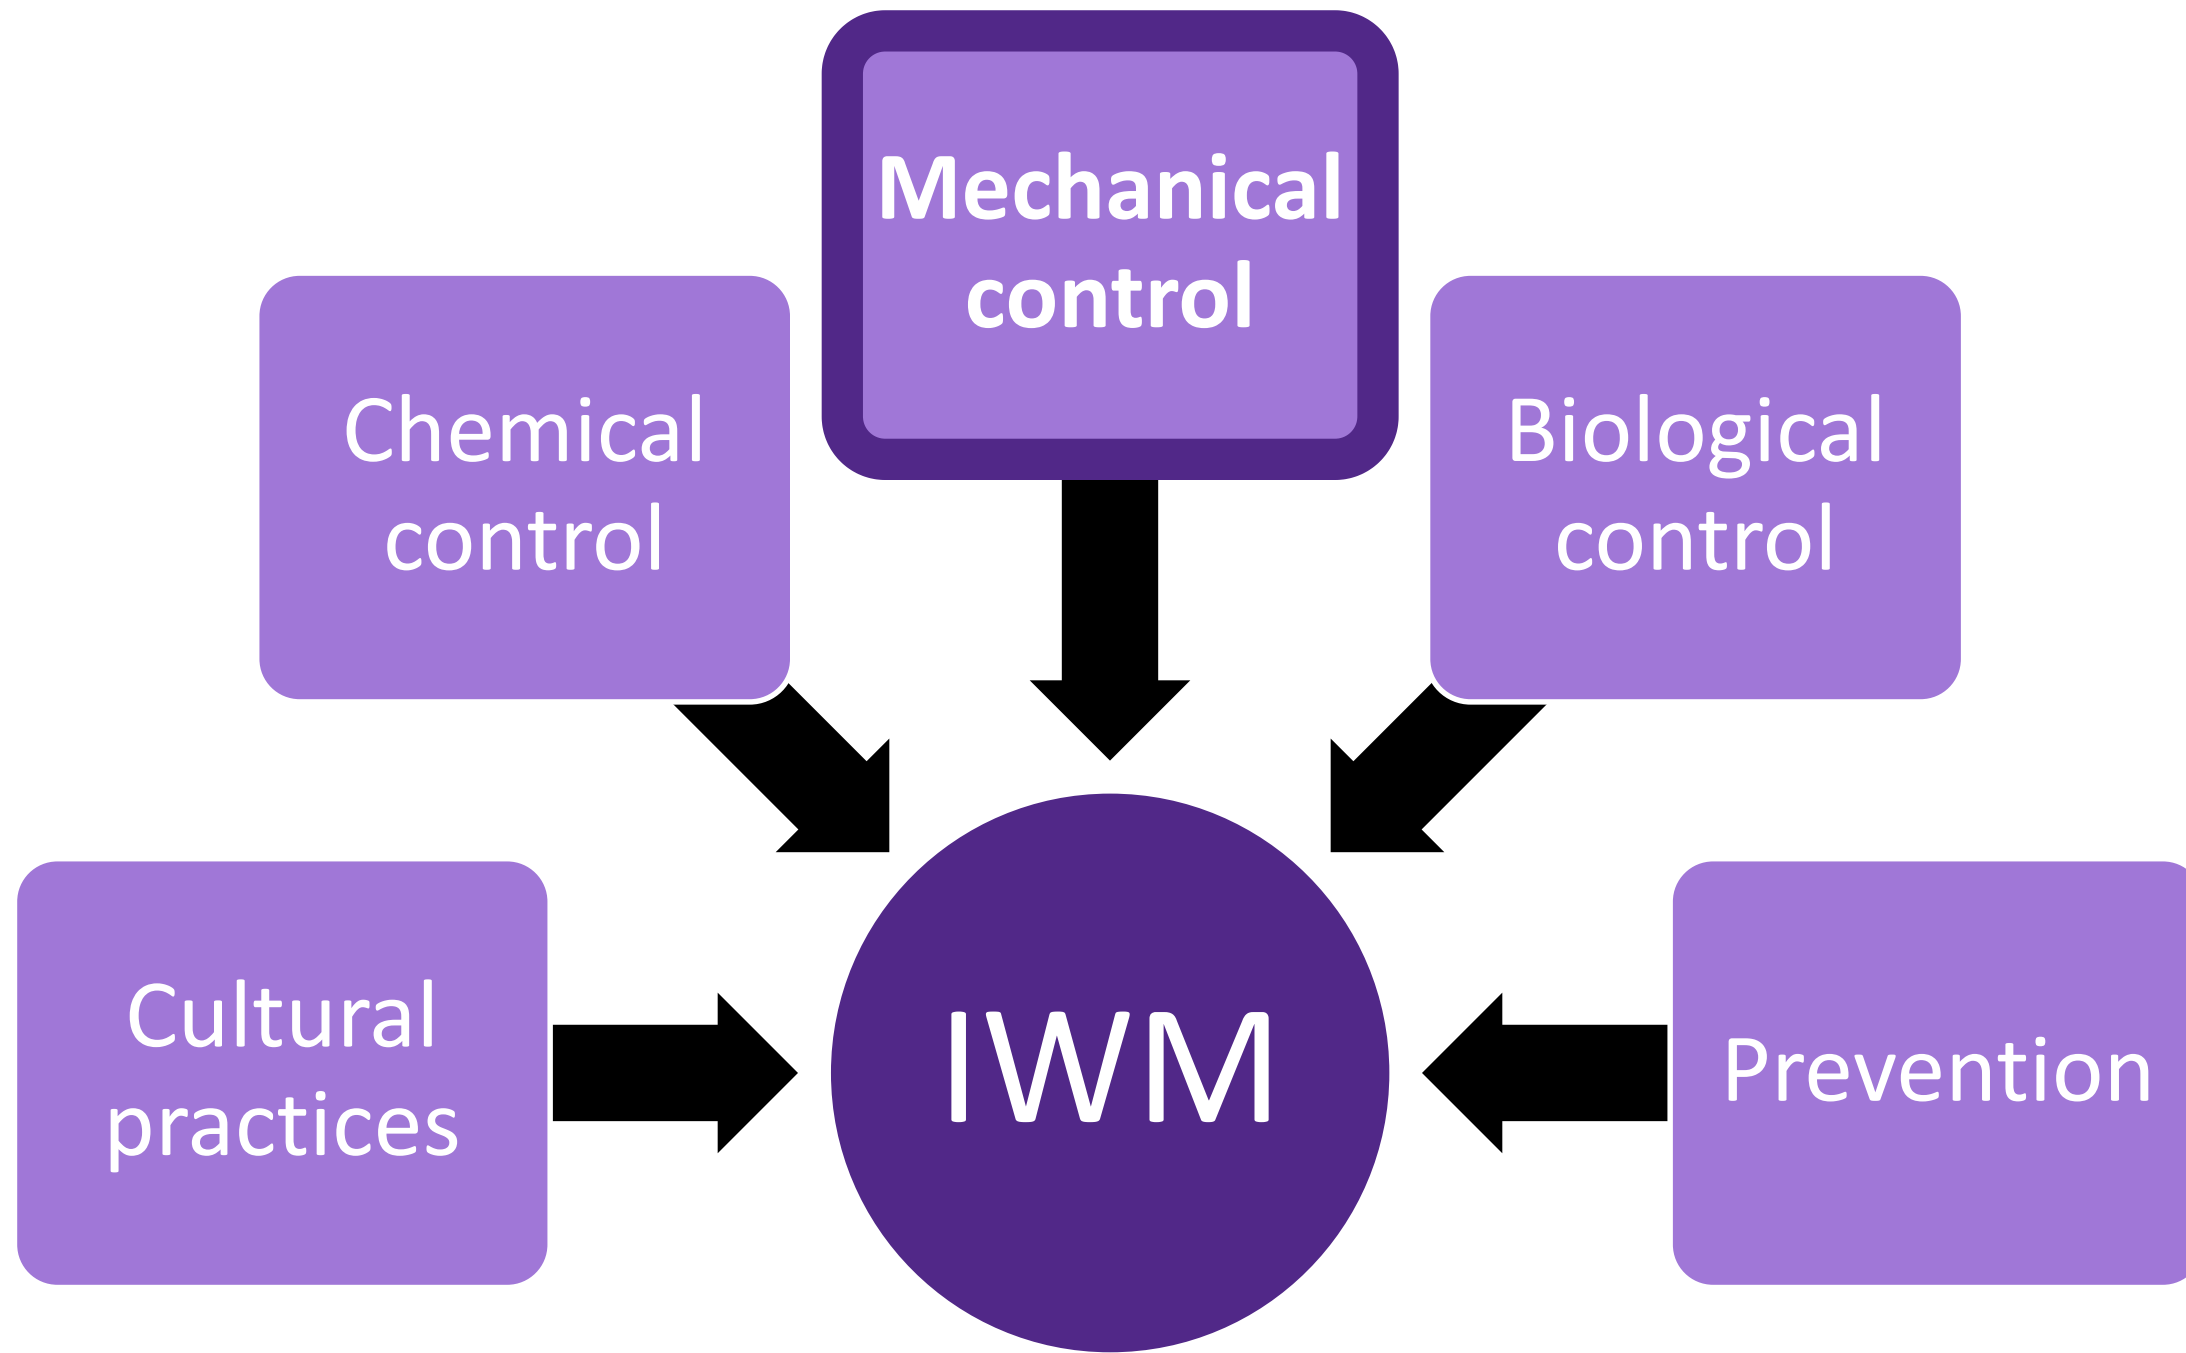 Mechanical
control
Chemical
control
Biological
control
Cultural
practices
IWM
Prevention